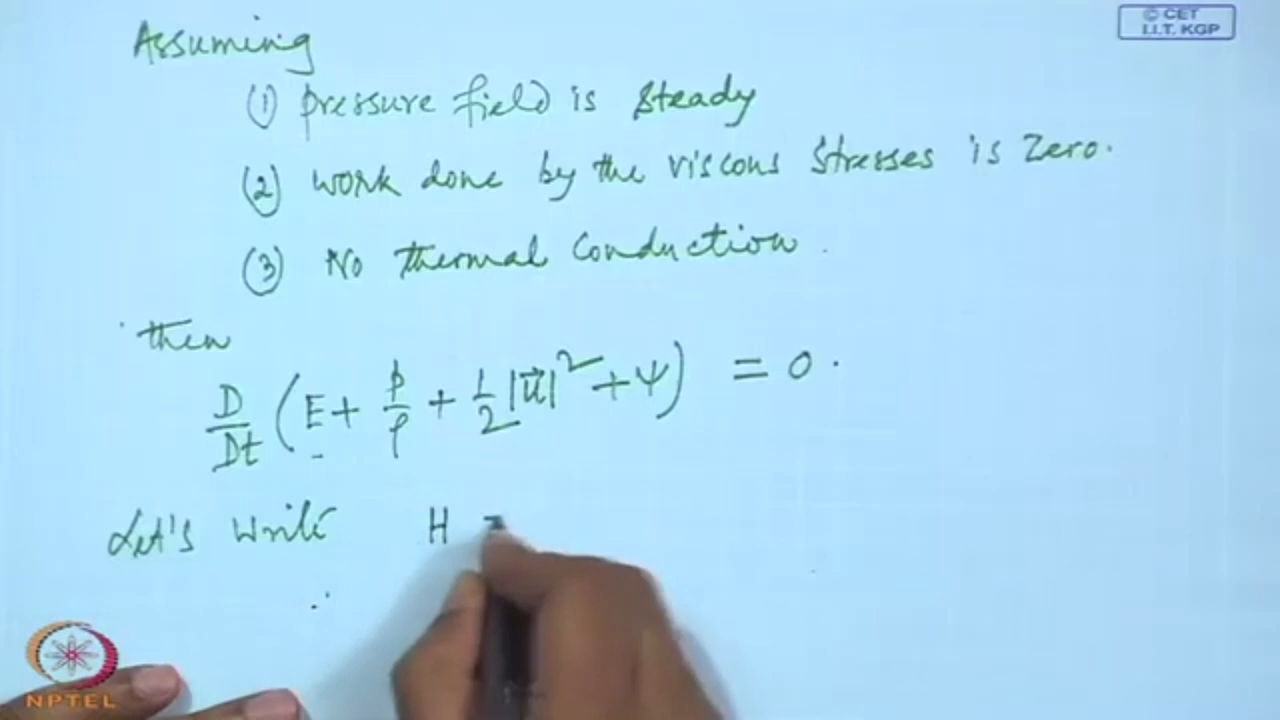 © CET
I.I.T. KGP
Assuming
(1) pressure field is steady
(2) work done by the viscous stresses is zero.
(3) No thermal conduction.
then
D/Dt (E + p/ρ + 1/2 |u⃗|² + Ψ) = 0.
Let's write H =
NPTEL